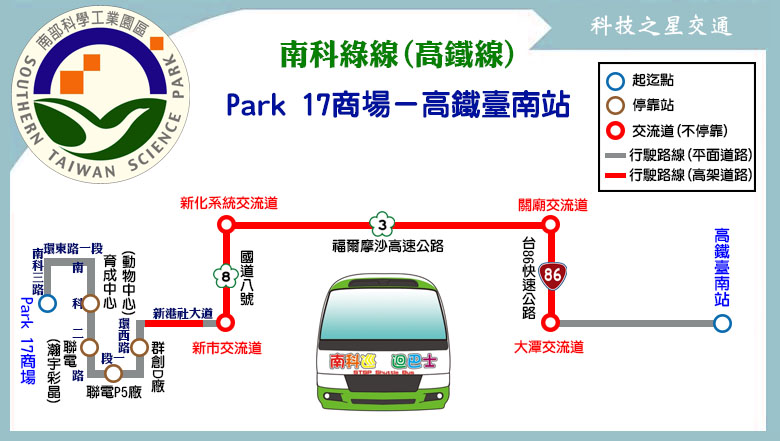 南部科學工業園區
SOUTHERN TAIWAN SCIENCE PARK
科技之星交通
南科綠線(高鐵線)
Park 17商場－高鐵臺南站
起迄點
停靠站
交流道(不停靠)
行駛路線(平面道路)
行駛路線(高架道路)
新化系統交流道
3
福爾摩沙高速公路
關廟交流道
國道八號
8
台86快速公路
86
高鐵臺南站
環東路一段
南科三路
Park 17商場
南科二路
育成中心
(動物中心)
聯電
(瀚宇彩晶)
聯電P5廠
環西路一段
群創D廠
新港社大道
新市交流道
大潭交流道
南科巡迴巴士
STSP Shuttle Bus